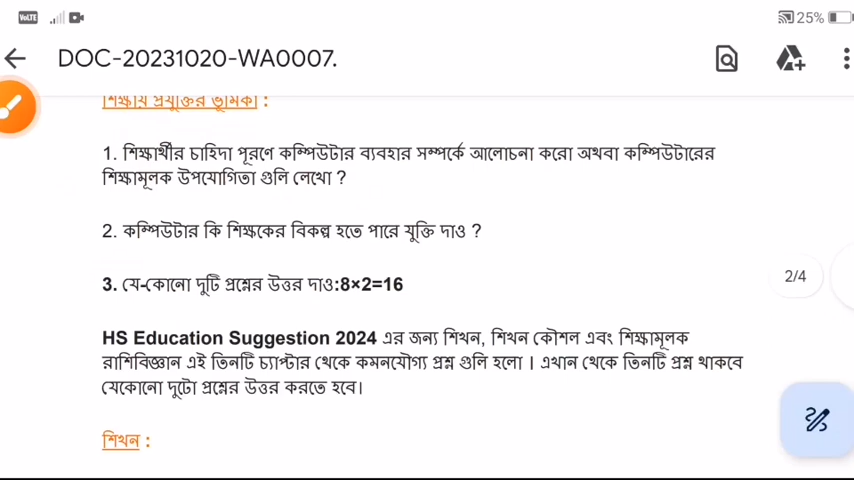 VoLTE
25%
DOC-20231020-WA0007.
শিক্ষায় প্রযুক্তির ভূমিকা :
1. শিক্ষার্থীর চাহিদা পূরণে কম্পিউটার ব্যবহার সম্পর্কে আলোচনা করো অথবা কম্পিউটারের
শিক্ষামূলক উপযোগিতা গুলি লেখো ?
2. কম্পিউটার কি শিক্ষকের বিকল্প হতে পারে যুক্তি দাও ?
3. যে-কোনো দুটি প্রশ্নের উত্তর দাও:8×2=16
2/4
HS Education Suggestion 2024 এর জন্য শিখন, শিখন কৌশল এবং শিক্ষামূলক
রাশিবিজ্ঞান এই তিনটি চ্যাপ্টার থেকে কমনযোগ্য প্রশ্ন গুলি হলো । এখান থেকে তিনটি প্রশ্ন থাকবে
যেকোনো দুটো প্রশ্নের উত্তর করতে হবে।
শিখন :